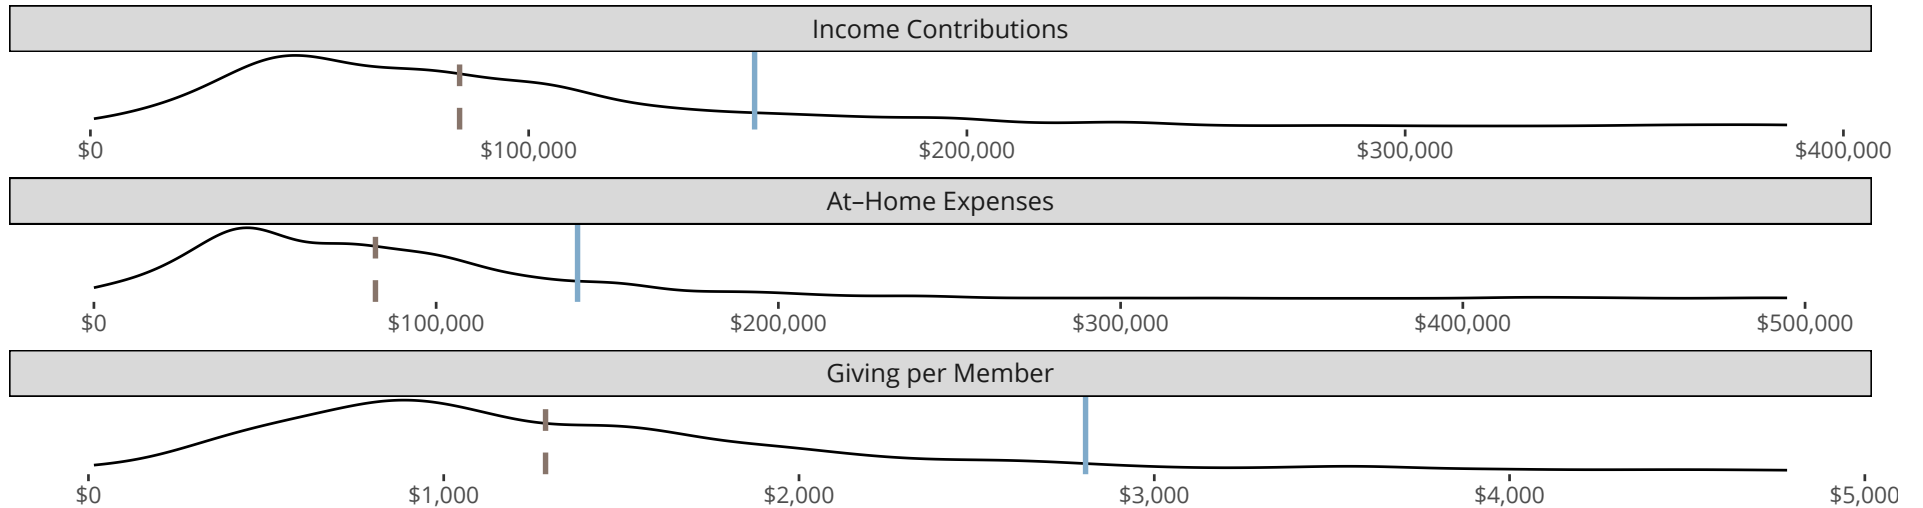 Income Contributions
$0 $100,000 $200,000 $300,000 $400,000
At–Home Expenses
$0 $100,000 $200,000 $300,000 $400,000 $500,000
Giving per Member
$0 $1,000 $2,000 $3,000 $4,000 $5,000